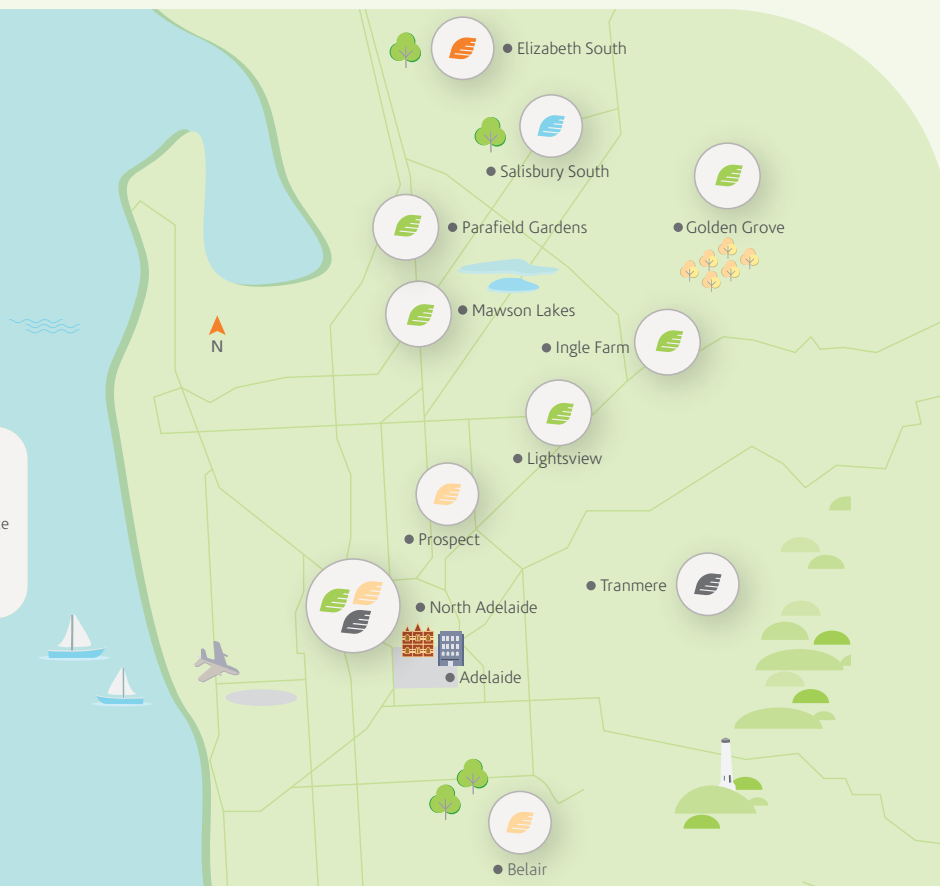 Elizabeth South
Salisbury South
Golden Grove
Parafield Gardens
Mawson Lakes
N
Ingle Farm
Lightsview
Prospect
Tranmere
North Adelaide
Adelaide
Belair